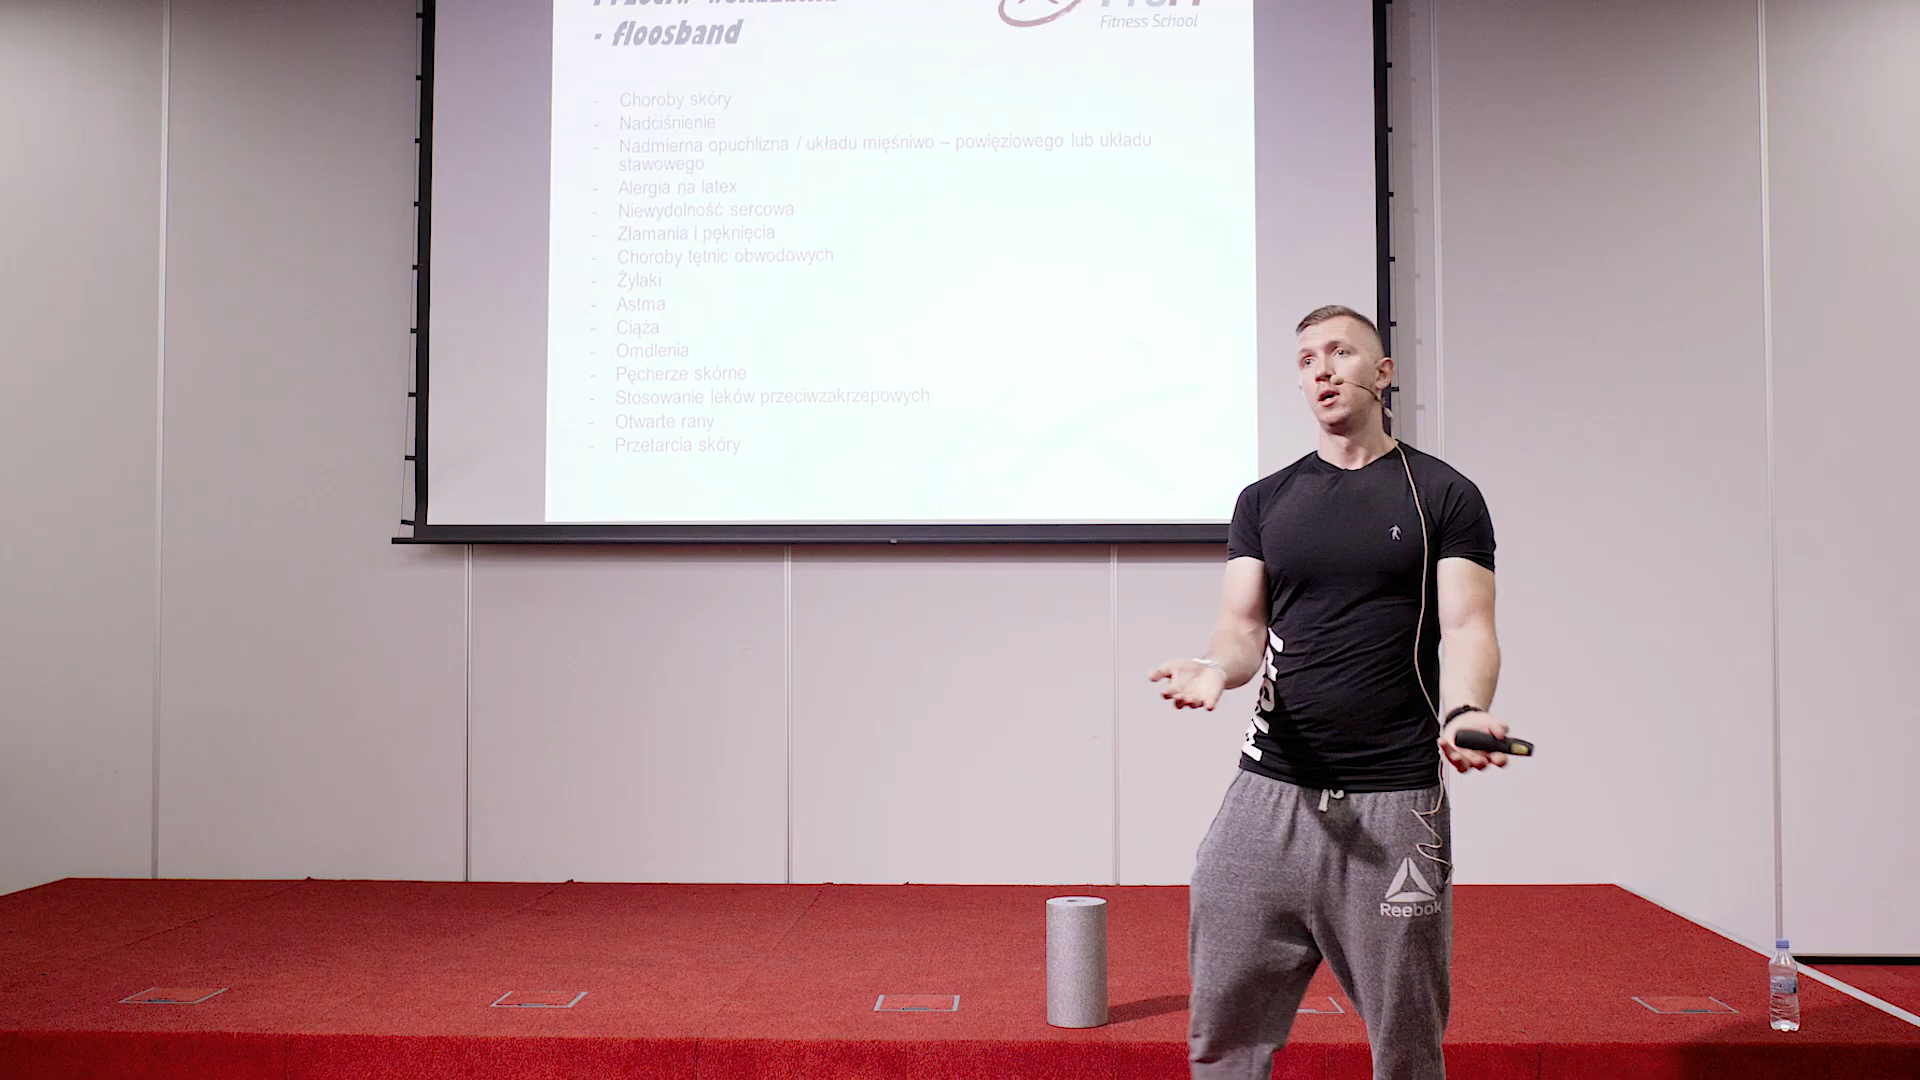 - floosband
Fitness School
- Choroby skóry
- Nadciśnienie
- Nadmierna opuchlizna / układu mięśniwo – powięziowego lub układu
stawowego
- Alergia na latex
- Niewydolność sercowa
- Złamania i pęknięcia
- Choroby tętnic obwodowych
- Żylaki
- Astma
- Ciąża
- Omdlenia
- Pęcherze skórne
- Stosowanie leków przeciwzakrzepowych
- Otwarte rany
- Przetarcia skóry
Reebok